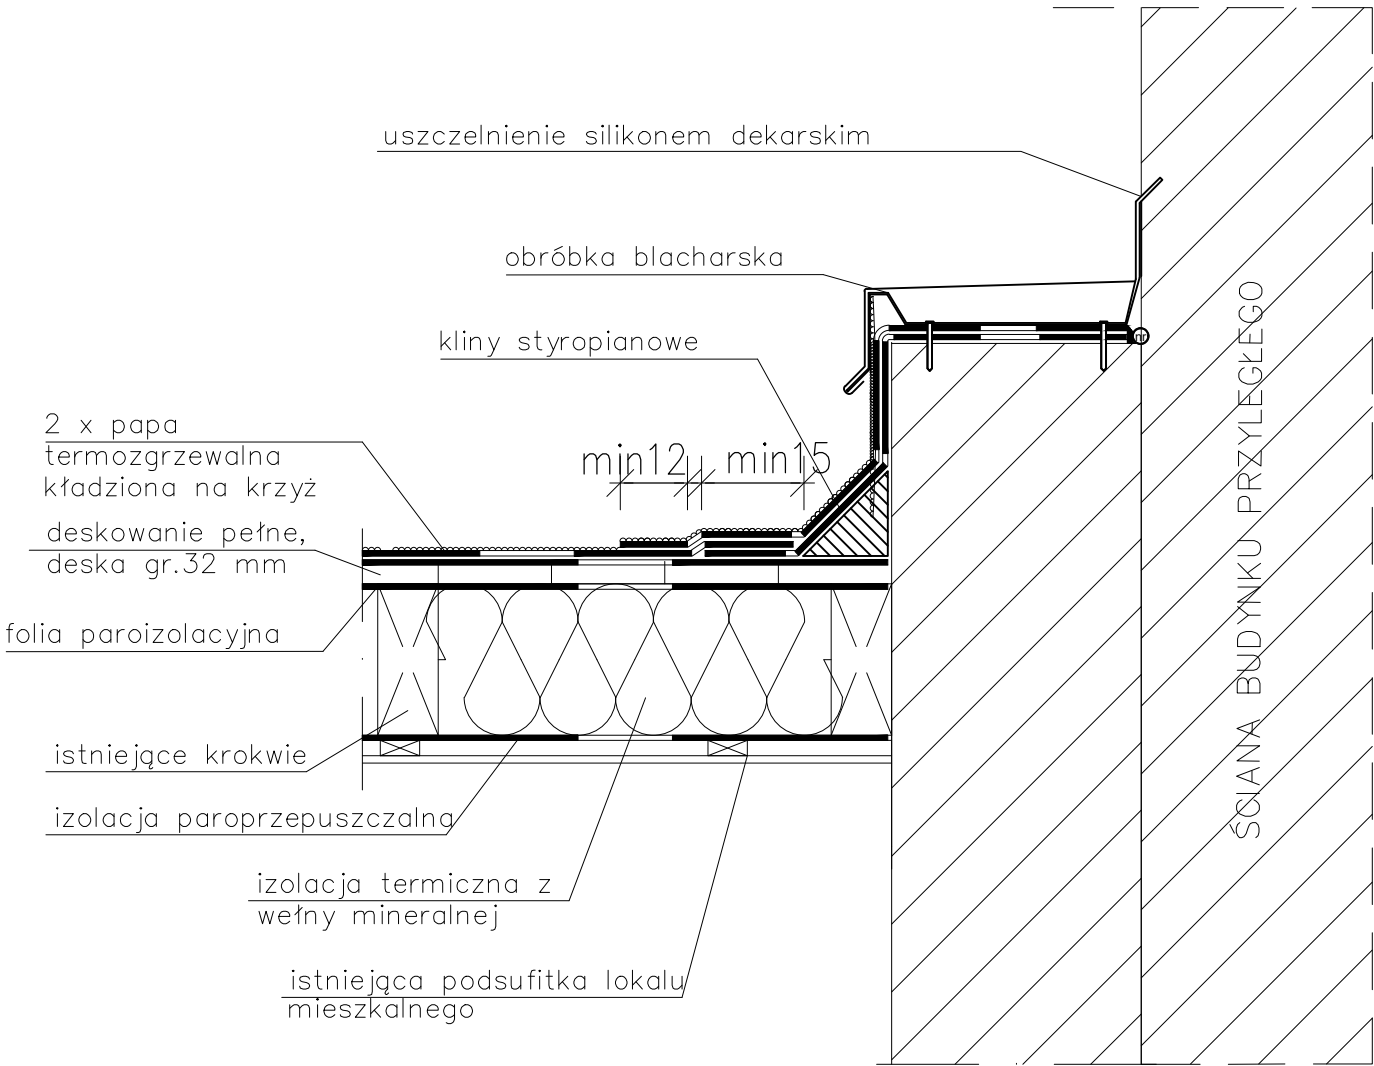 uszczelnienie silikonem dekarskim
obróbka blacharska
kliny styropianowe
2 x papa
termozgrzewalna
kładziona na krzyż
min12
min15
deskowanie pełne,
deska gr.32 mm
folia paroizolacyjna
istniejące krokwie
izolacja paroprzepuszczalna
izolacja termiczna z
wełny mineralnej
istniejąca podsufitka lokalu
mieszkalnego
ŚCIANA BUDYNKU PRZYLEGŁEGO